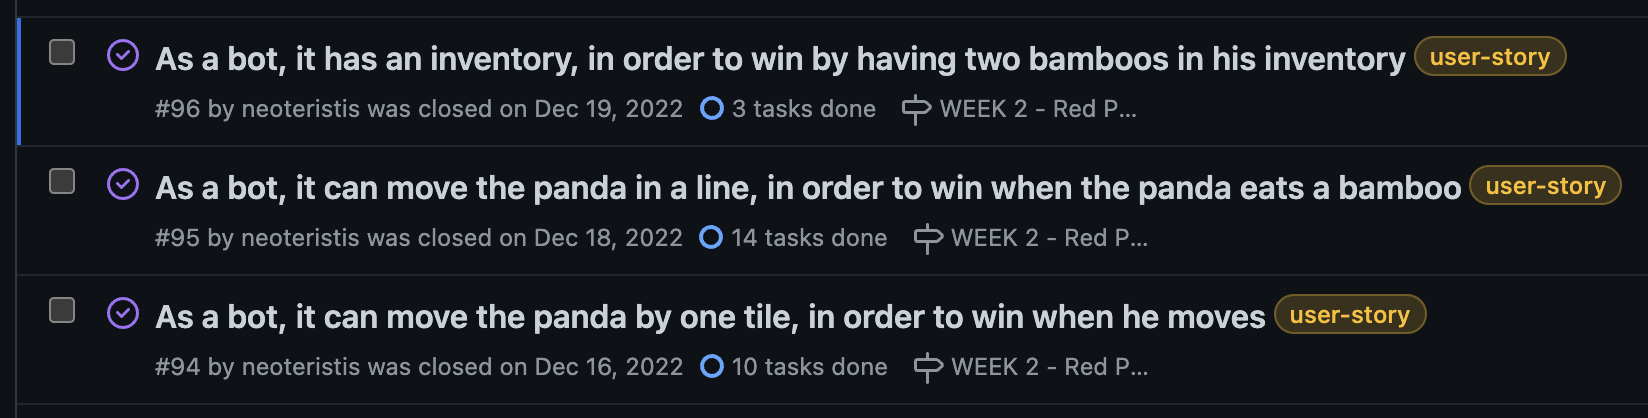 As a bot, it has an inventory, in order to win by having two bamboos in his inventory user-story
#96 by neoteristis was closed on Dec 19, 2022 3 tasks done WEEK 2 - Red P...
As a bot, it can move the panda in a line, in order to win when the panda eats a bamboo user-story
#95 by neoteristis was closed on Dec 18, 2022 14 tasks done WEEK 2 - Red P...
As a bot, it can move the panda by one tile, in order to win when he moves user-story
#94 by neoteristis was closed on Dec 16, 2022 10 tasks done WEEK 2 - Red P...